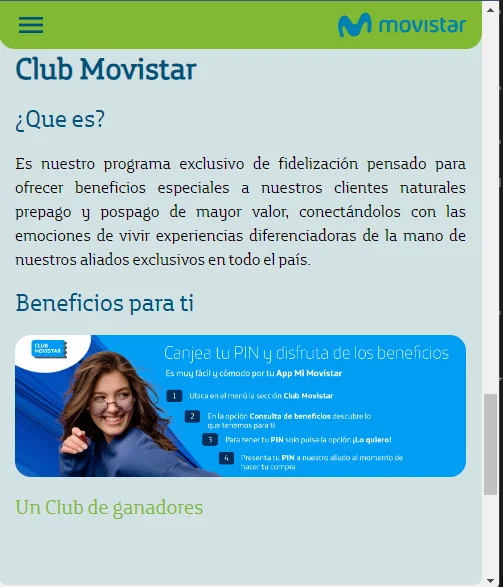 movistar
Club Movistar
¿Que es?
Es nuestro programa exclusivo de fidelización pensado para
ofrecer beneficios especiales a nuestros clientes naturales
prepago y pospago de mayor valor, conectándolos con las
emociones de vivir experiencias diferenciadoras de la mano de
nuestros aliados exclusivos en todo el país.
Beneficios para ti
CLUB
MOVISTAR
Canjea tu PIN y disfruta de los beneficios
Es muy fácil y cómodo por tu App Mi Movistar
1 Ubica en el menú la sección Club Movistar
2 En la opción Consulta de beneficios descubre lo
que tenemos para ti
3 Para tener tu PIN solo pulsa la opción ¡Lo quiero!
4 Presenta tu PIN a nuestro aliado al momento de
hacer tu compra
Un Club de ganadores